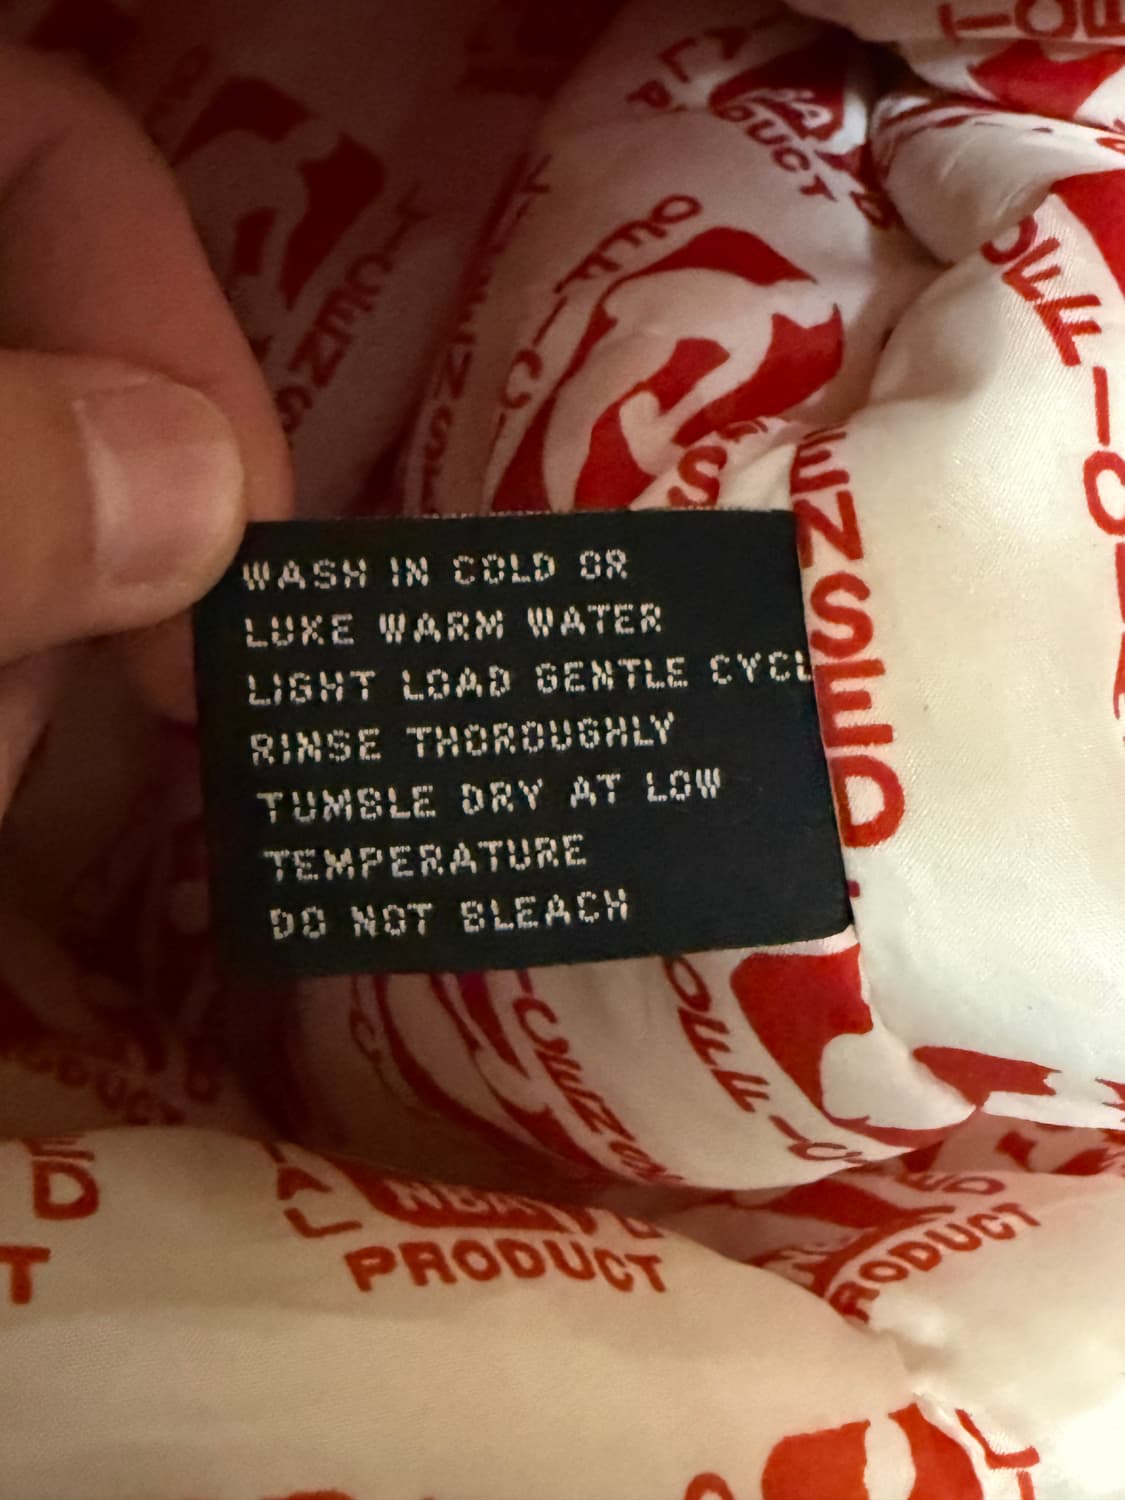 WASH IN COLD OR
LUKE WARM WATER
LIGHT LOAD GENTLE CYCL
RINSE THOROUGHLY
TUMBLE DRY AT LOW
TEMPERATURE
DO NOT BLEACH
PRODUCT
NBA
PRODUCT